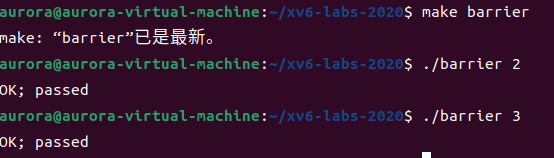 aurora@aurora-virtual-machine:~/xv6-labs-2020$ make barrier
make: “barrier”已是最新。
aurora@aurora-virtual-machine:~/xv6-labs-2020$ ./barrier 2
OK; passed
aurora@aurora-virtual-machine:~/xv6-labs-2020$ ./barrier 3
OK; passed